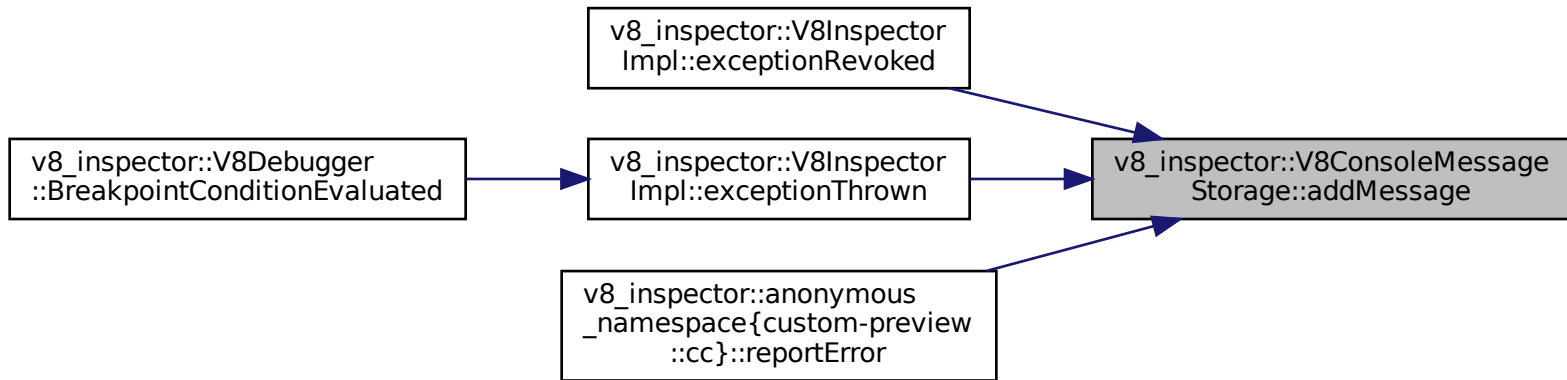 v8_inspector::V8Inspector
Impl::exceptionRevoked
v8_inspector::V8Debugger
::BreakpointConditionEvaluated
v8_inspector::V8Inspector
Impl::exceptionThrown
v8_inspector::V8ConsoleMessage
Storage::addMessage
v8_inspector::anonymous
_namespace{custom-preview
::cc}::reportError